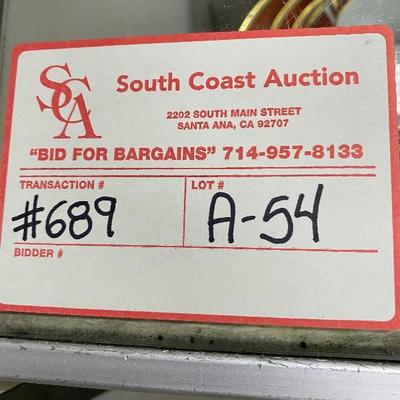 SCA
South Coast Auction
2202 SOUTH MAIN STREET
SANTA ANA, CA 92707
"BID FOR BARGAINS" 714-957-8133
TRANSACTION # LOT #
#689 A-54
BIDDER #